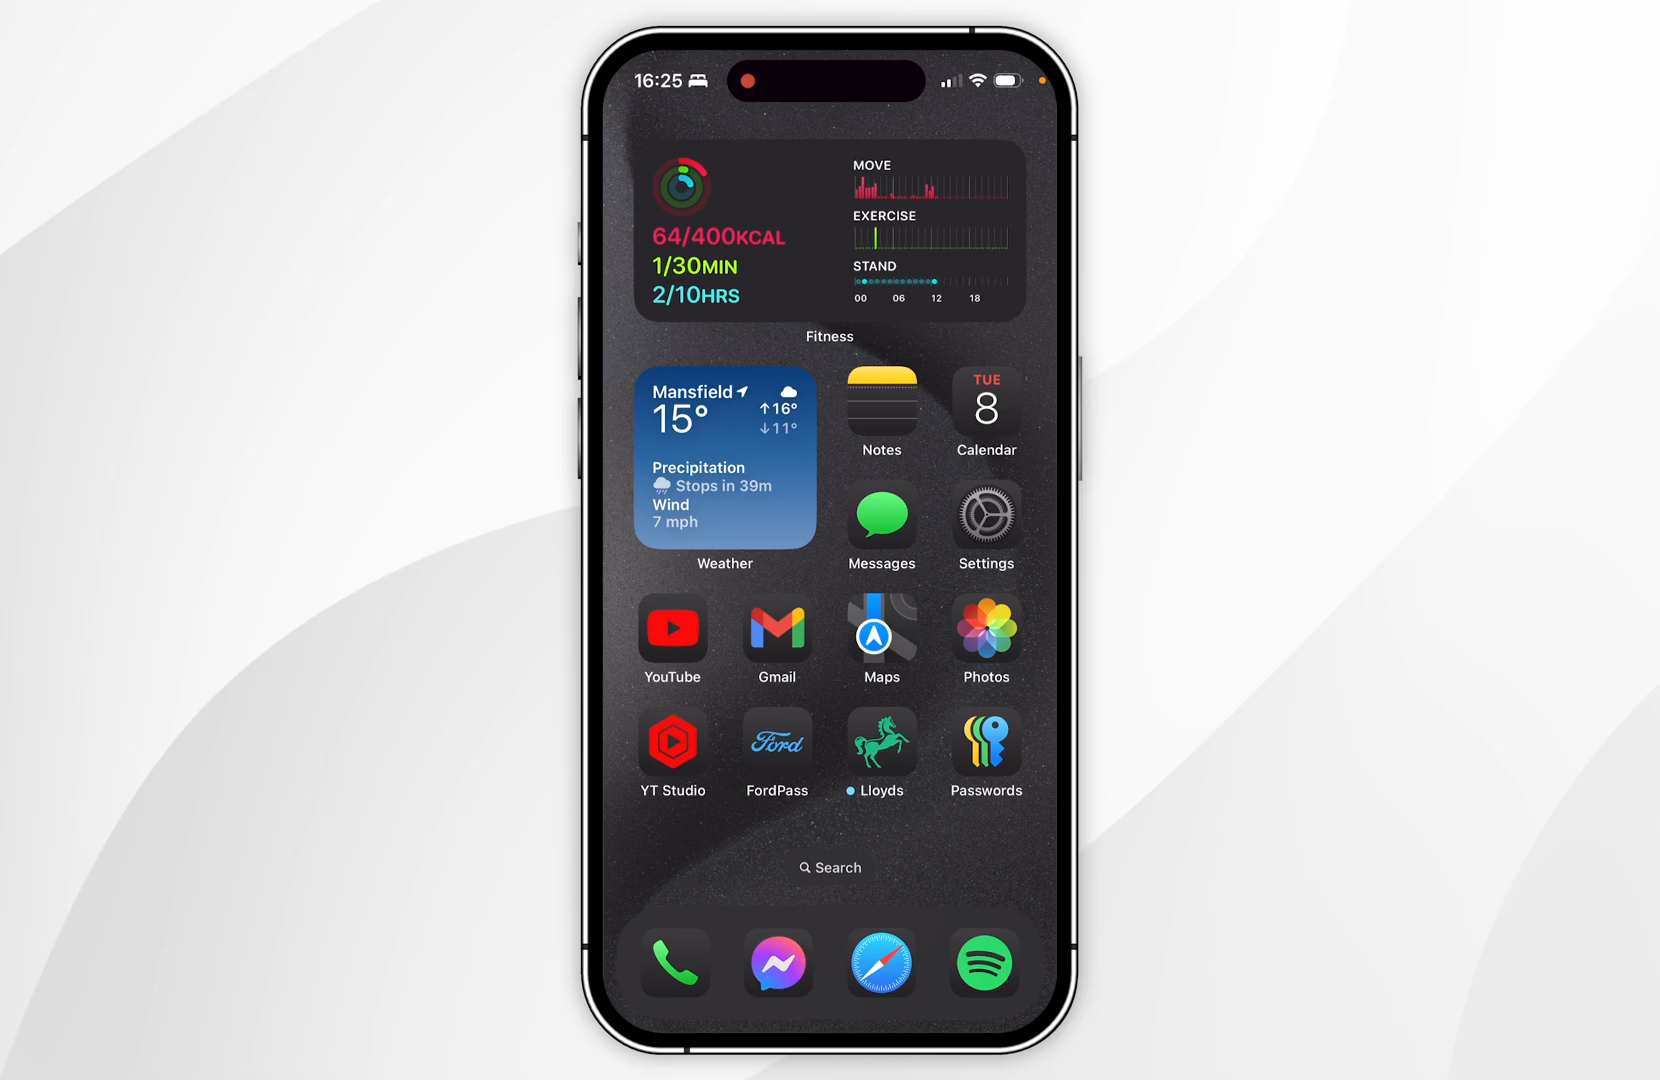 16:25
64/400KCAL
1/30MIN
2/10HRS
MOVE
EXERCISE
STAND
00 06 12 18
Fitness
Mansfield
15°
↑16°
↓11°
Precipitation
Stops in 39m
Wind
7 mph
Weather
Notes
TUE
8
Calendar
Messages
Settings
YouTube
Gmail
Maps
Photos
YT Studio
Ford
FordPass
Lloyds
Passwords
Search